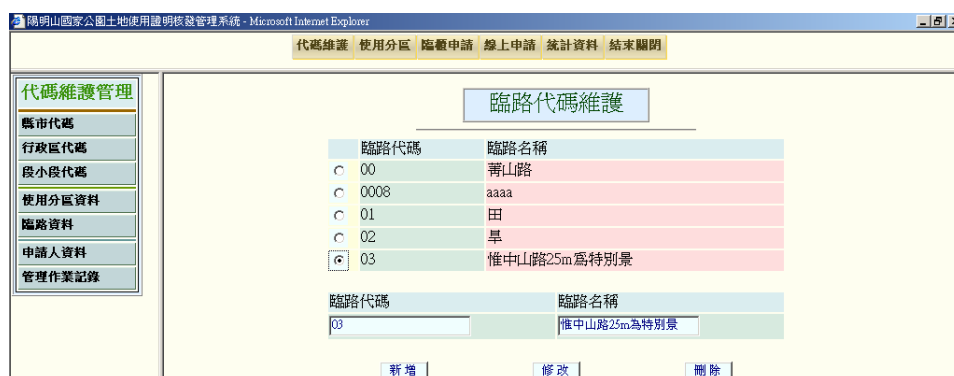 陽明山國家公園土地使用證明核發管理系統 - Microsoft Internet Explorer
代碼維護 使用分區 臨櫃申請 線上申請 統計資料 結束關閉
代碼維護管理
縣市代碼
行政區代碼
段小段代碼
使用分區資料
臨路資料
申請人資料
管理作業記錄
臨路代碼維護
臨路代碼 臨路名稱
00 菁山路
0008 aaaa
01 田
02 旱
03 惟中山路25m為特別景
臨路代碼 臨路名稱
03 惟中山路25m為特別景
新增 修改 刪除